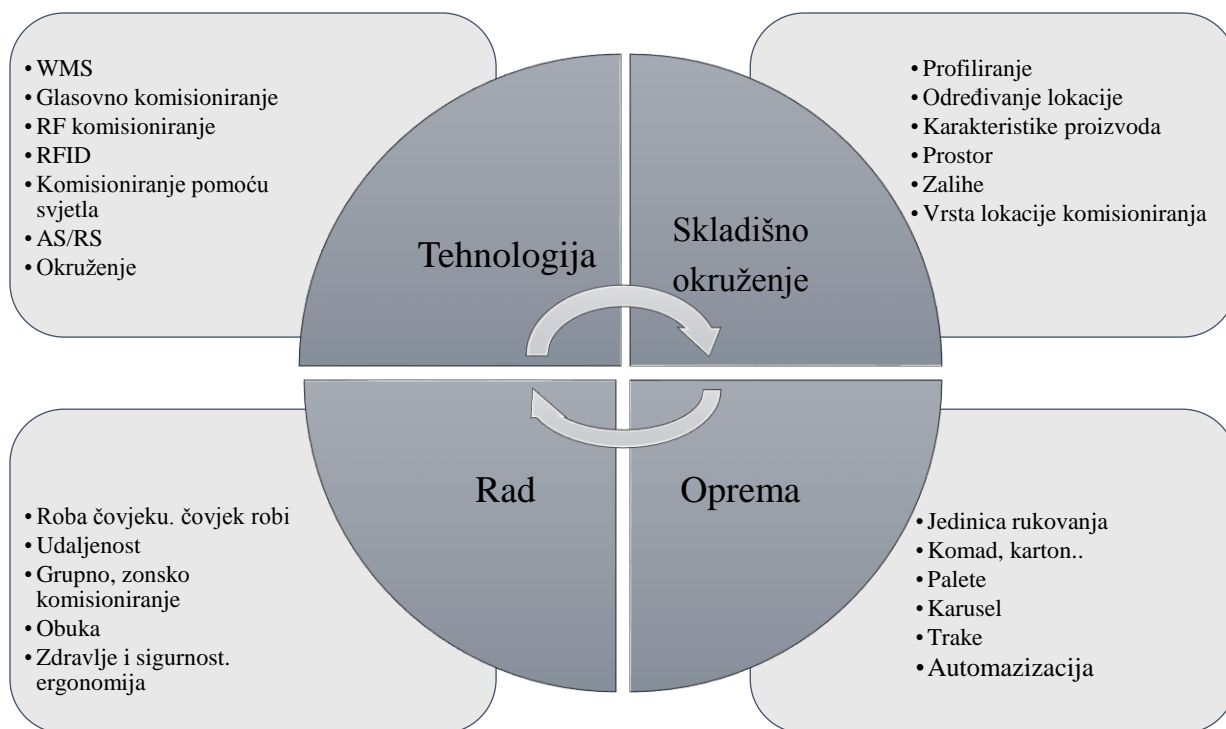 • WMS
• Glasovno komisioniranje
• RF komisioniranje
• RFID
• Komisioniranje pomoću
svjetla
• AS/RS
• Okruženje
• Profiliranje
• Određivanje lokacije
• Karakteristike proizvoda
• Prostor
• Zalihe
• Vrsta lokacije komisioniranja
Tehnologija
Skladišno
okruženje
Rad
Oprema
• Roba čovjeku. čovjek robi
• Udaljenost
• Grupno, zonsko
komisioniranje
• Obuka
• Zdravlje i sigurnost.
ergonomija
• Jedinica rukovanja
• Komad, karton..
• Palete
• Karusel
• Trake
• Automazizacija